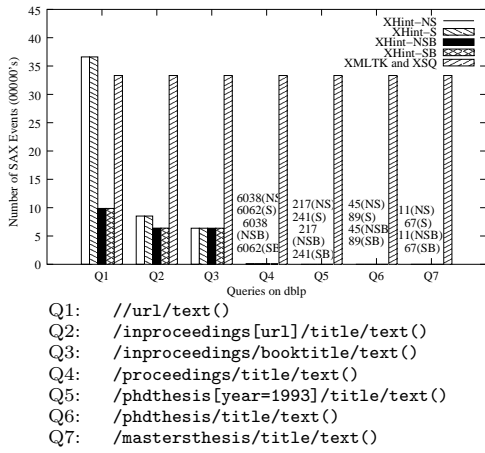 45
40
35
30
25
20
15
10
5
0
Number of SAX Events (00000's)
XHint-NS
XHint-S
XHint-NSB
XHint-SB
XMLTK and XSQ
6038(NS)
6062(S)
6038
(NSB)
6062(SB)
217(NS)
241(S)
217
(NSB)
241(SB)
45(NS)
89(S)
45(NSB)
89(SB)
11(NS)
67(S)
11(NSB)
67(SB)
Q1 Q2 Q3 Q4 Q5 Q6 Q7
Queries on dblp
Q1: //url/text()
Q2: /inproceedings[url]/title/text()
Q3: /inproceedings/booktitle/text()
Q4: /proceedings/title/text()
Q5: /phdthesis[year=1993]/title/text()
Q6: /phdthesis/title/text()
Q7: /mastersthesis/title/text()